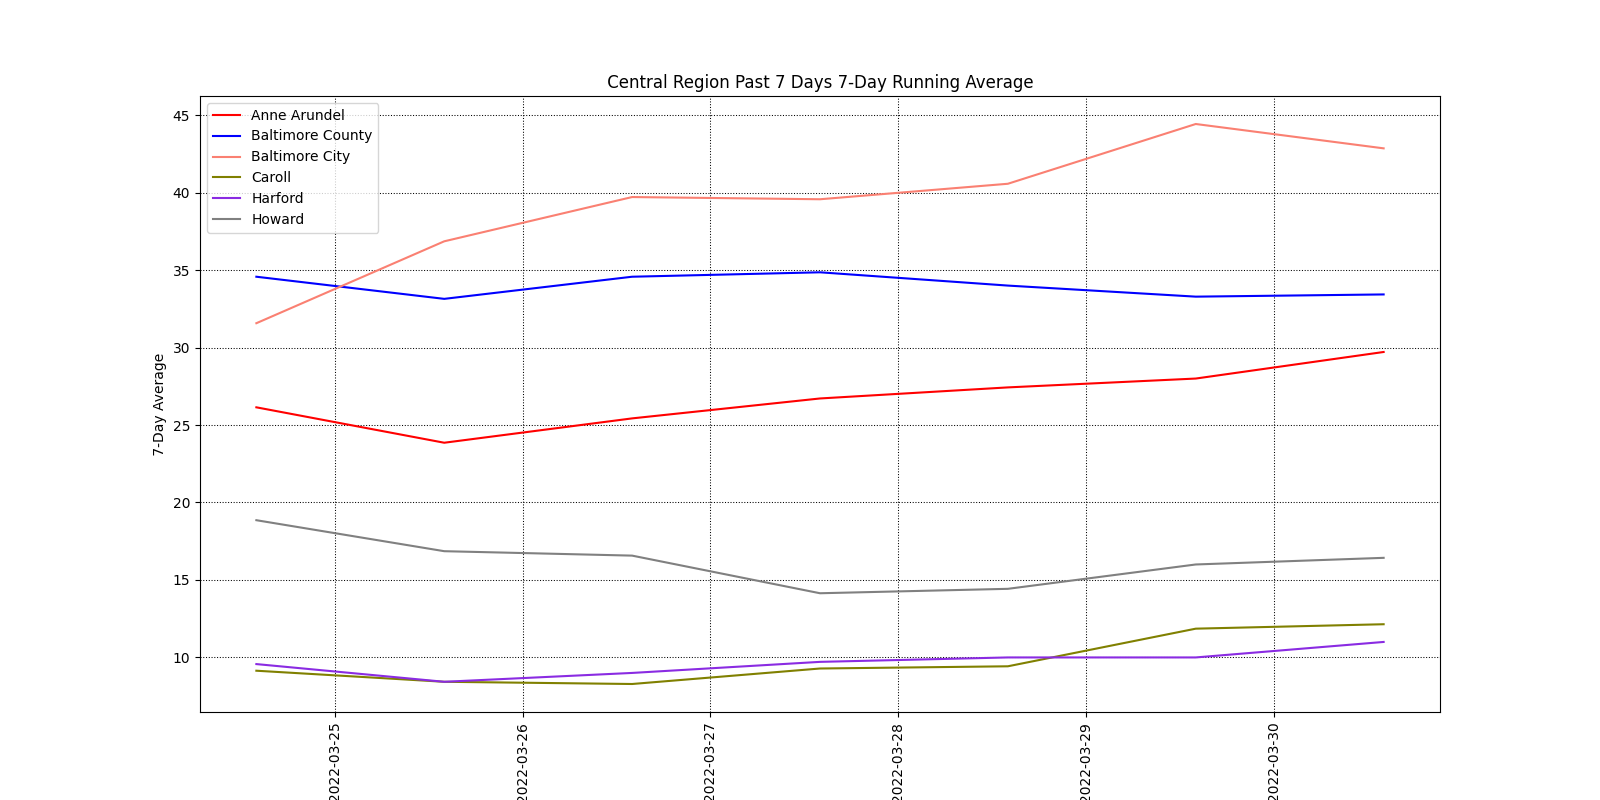 Central Region Past 7 Days 7-Day Running Average
Anne Arundel
Baltimore County
Baltimore City
Caroll
Harford
Howard
45
40
35
30
25
20
15
10
7-Day Average
2022-03-25
2022-03-26
2022-03-27
2022-03-28
2022-03-29
2022-03-30